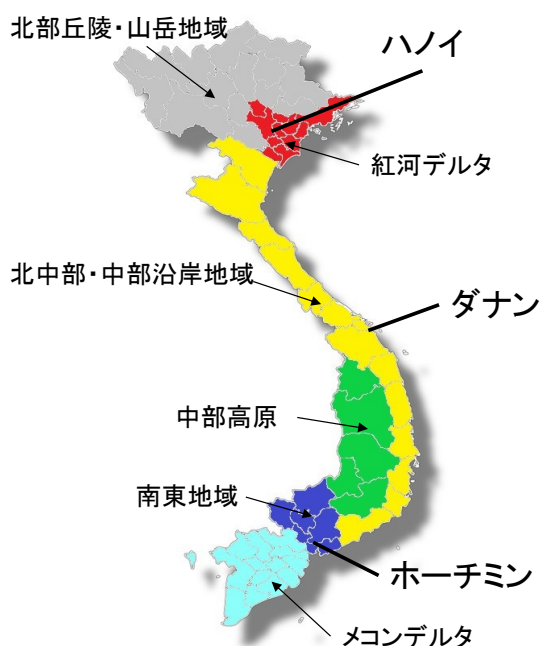 北部丘陵・山岳地域
ハノイ
紅河デルタ
北中部・中部沿岸地域
ダナン
中部高原
南東地域
ホーチミン
メコンデルタ